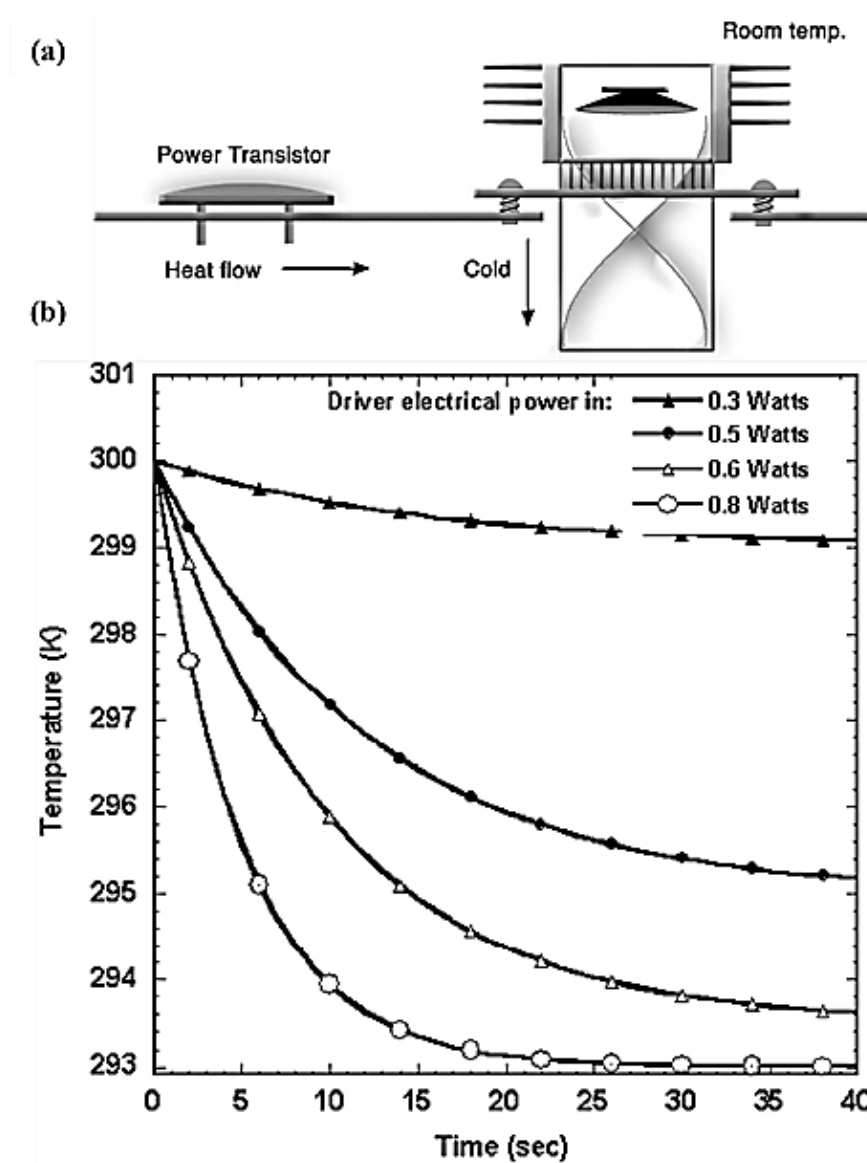 (a)
Room temp.
Power Transistor
Heat flow
Cold
(b)
301
300
299
298
297
296
295
294
293
Temperature (K)
Driver electrical power in:
0.3 Watts
0.5 Watts
0.6 Watts
0.8 Watts
0 5 10 15 20 25 30 35 40
Time (sec)